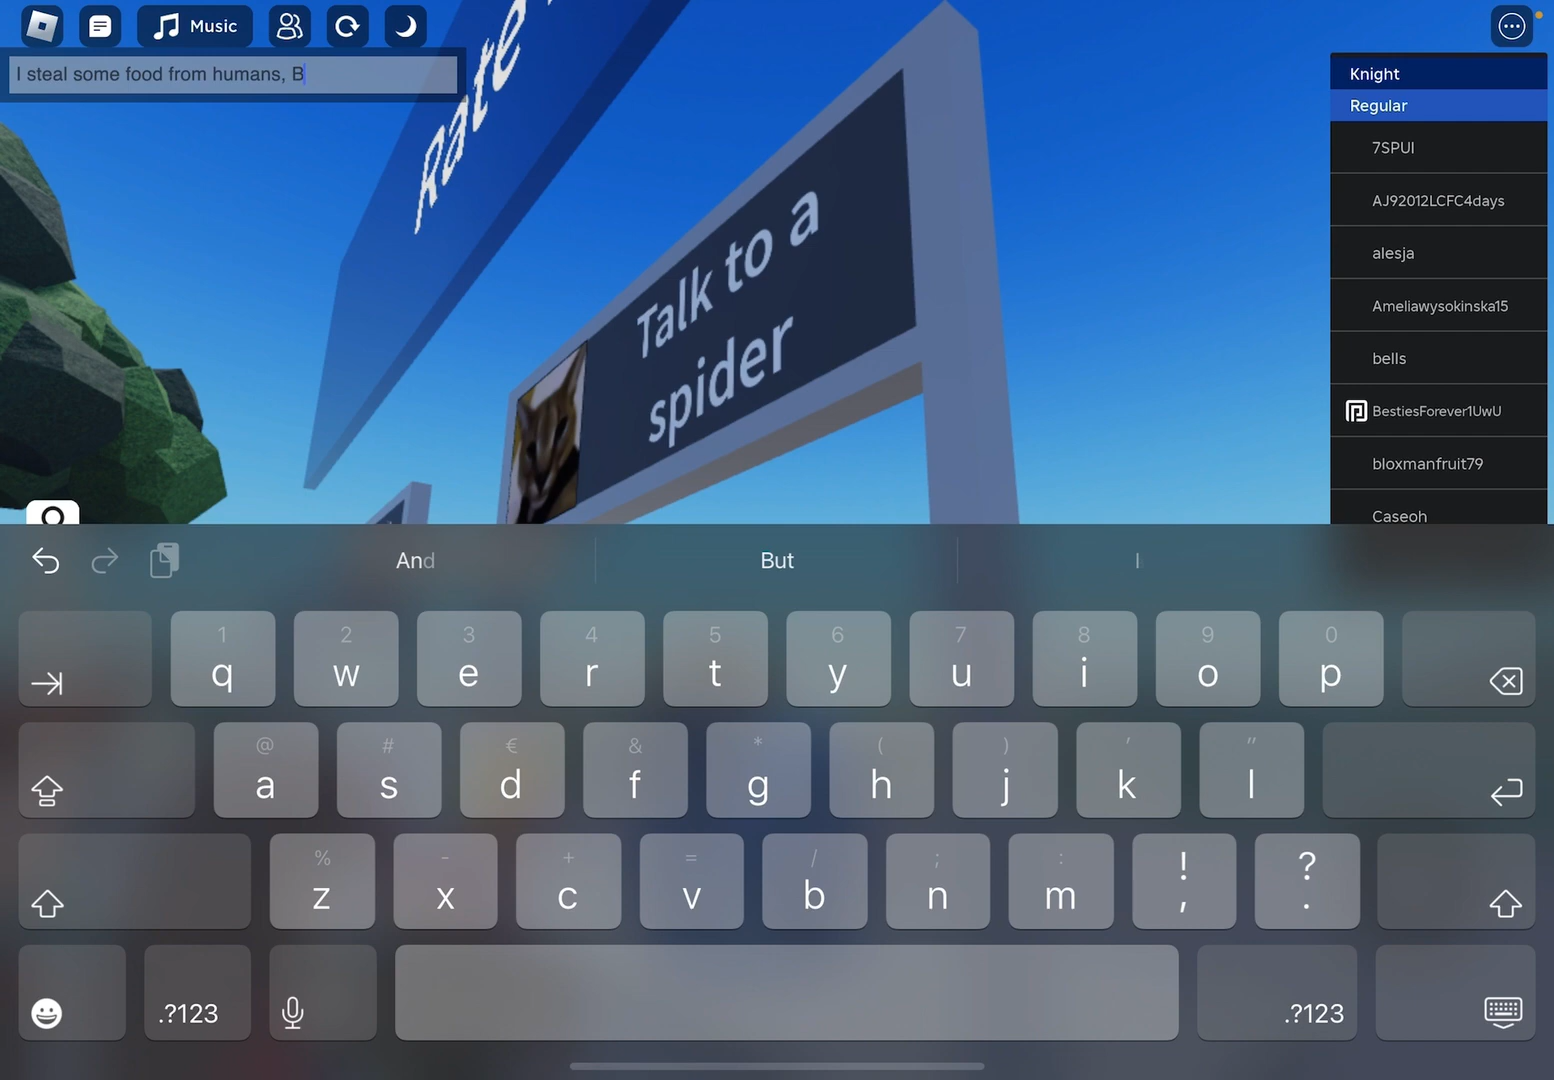 Music
I steal some food from humans, B
Rate
Talk to a
spider
Knight
Regular
7SPUI
AJ92012LCFC4days
alesja
Ameliawysokinska15
bells
BestiesForever1UwU
bloxmanfruit79
Caseoh
And
But
I
1 2 3 4 5 6 7 8 9 0
q w e r t y u i o p
@ # € & * ( ) ' "
a s d f g h j k l
% - + = / ; : ! ?
z x c v b n m , .
.?123
.?123